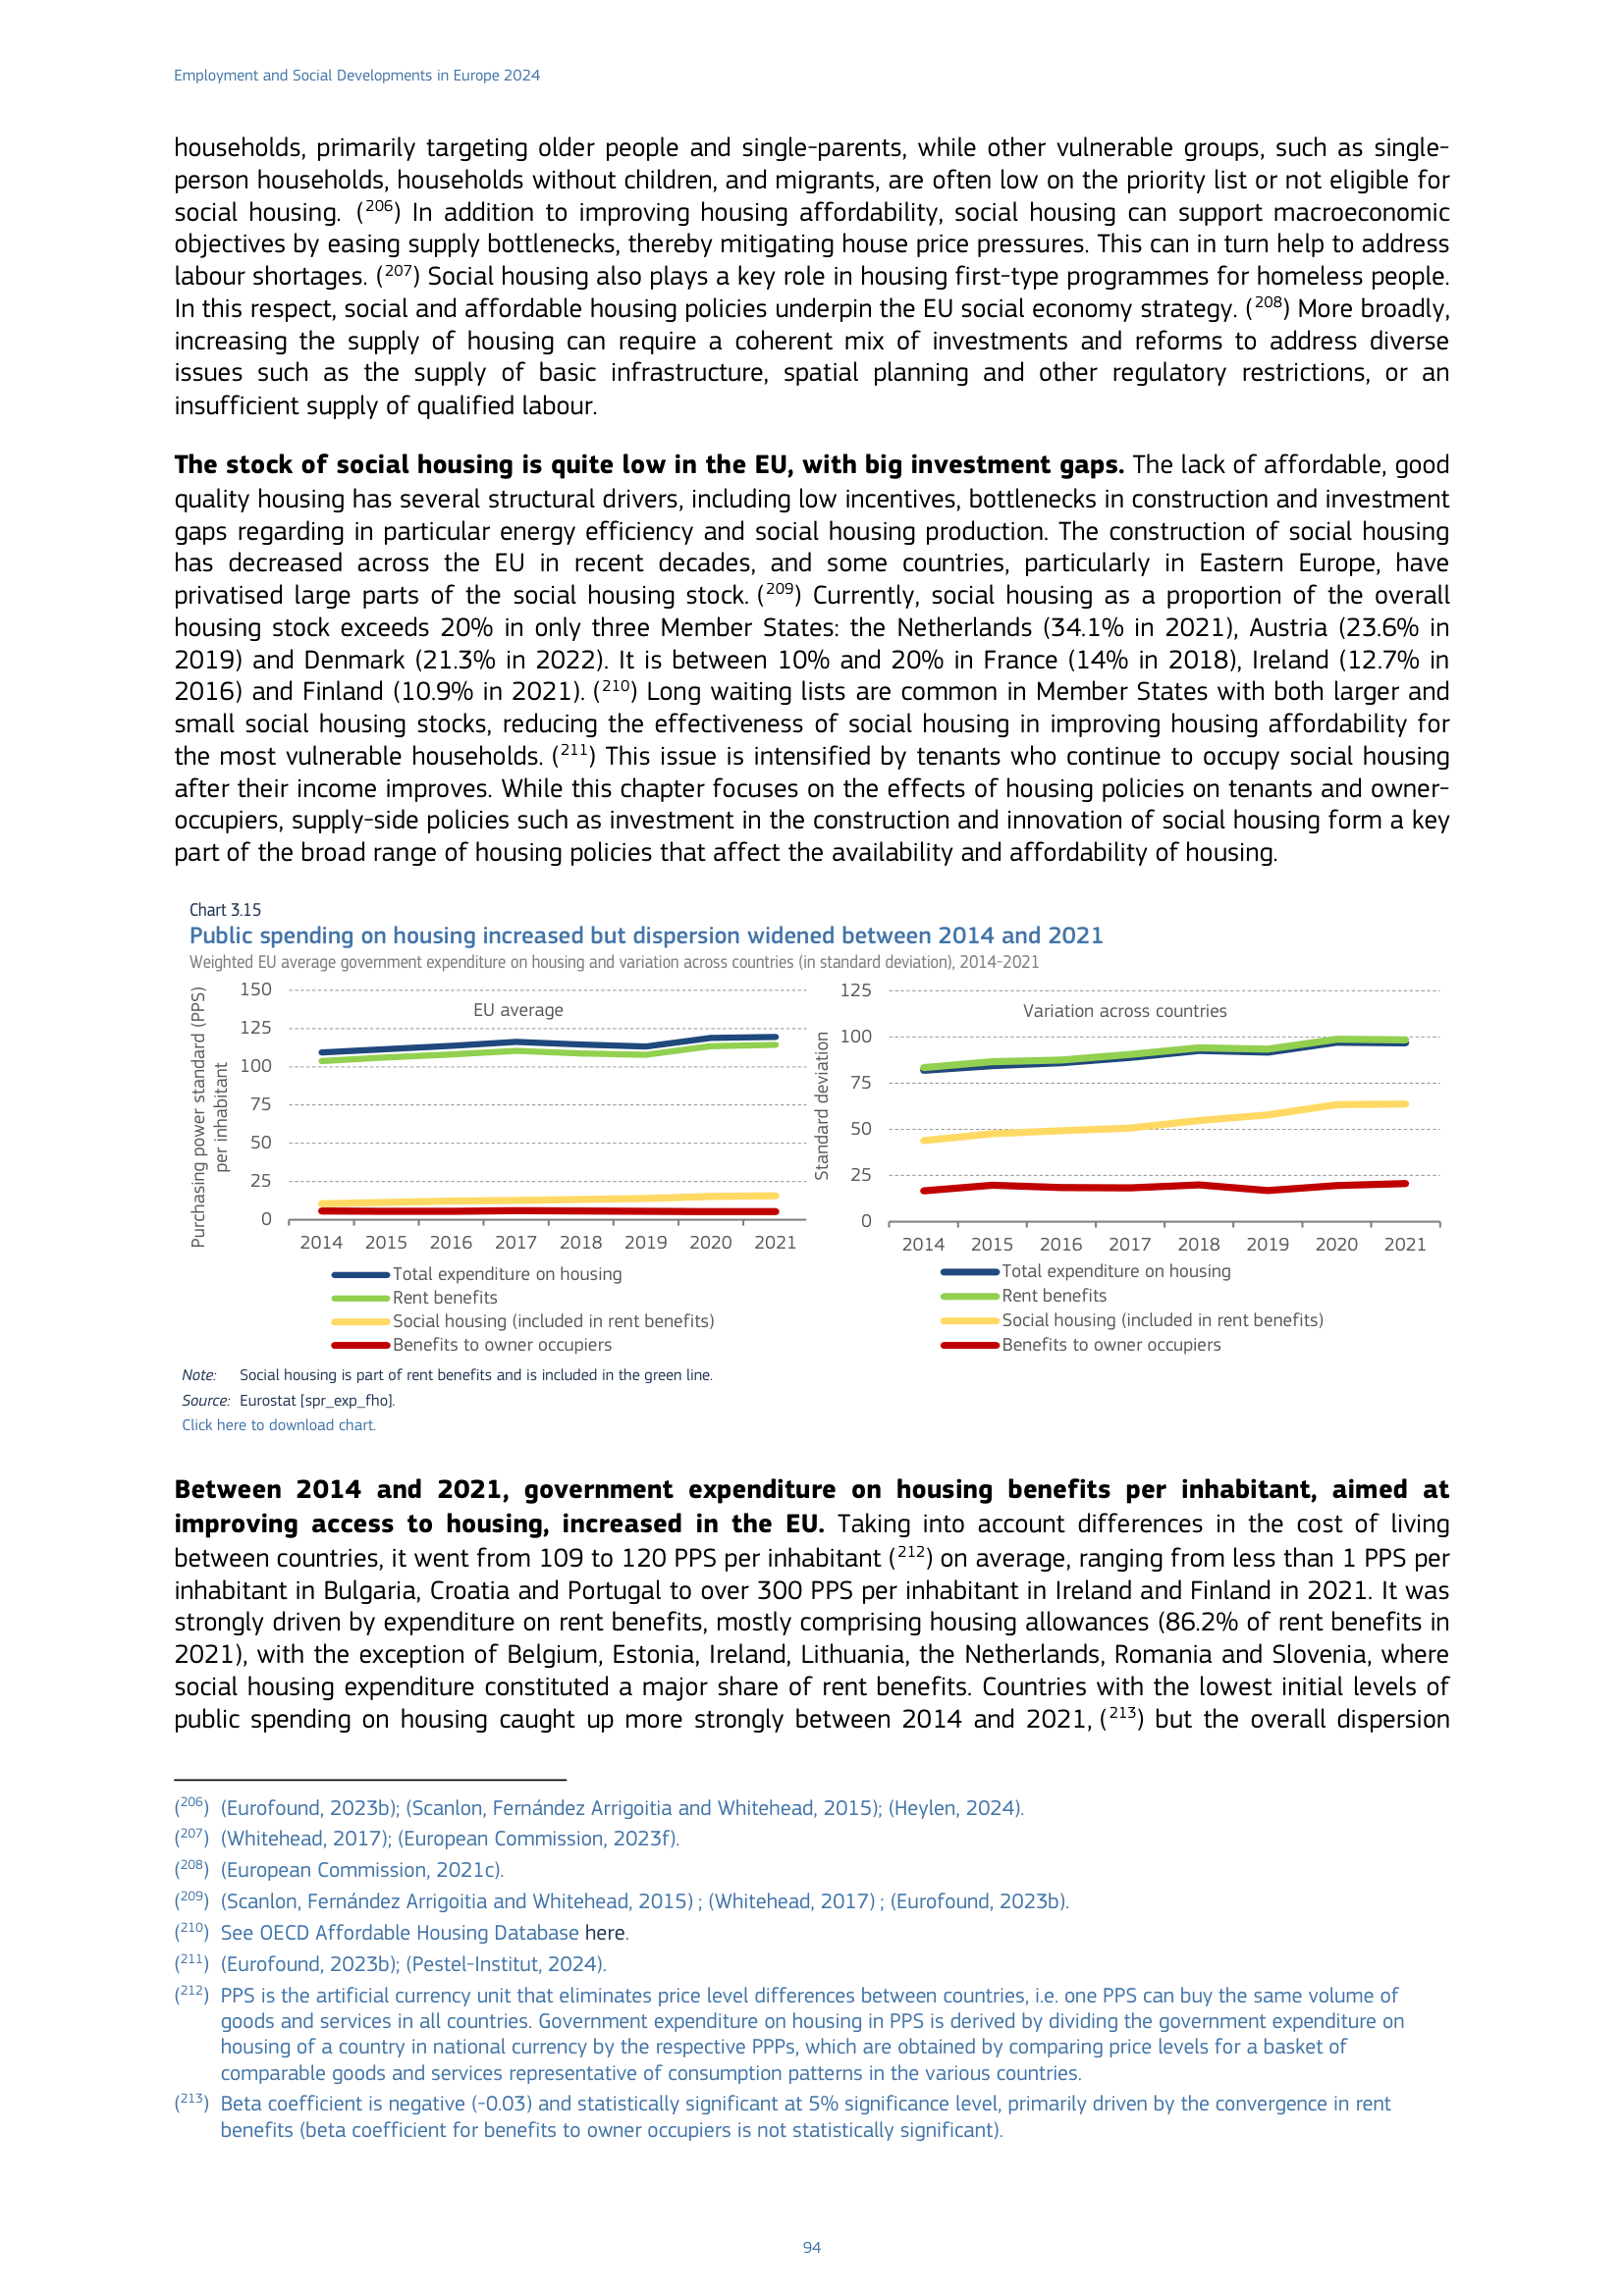 Employment and Social Developments in Europe 2024
households, primarily targeting older people and single-parents, while other vulnerable groups, such as single-
person households, households without children, and migrants, are often low on the priority list or not eligible for
social housing. (206) In addition to improving housing affordability, social housing can support macroeconomic
objectives by easing supply bottlenecks, thereby mitigating house price pressures. This can in turn help to address
labour shortages. (207) Social housing also plays a key role in housing first-type programmes for homeless people.
In this respect, social and affordable housing policies underpin the EU social economy strategy. (208) More broadly,
increasing the supply of housing can require a coherent mix of investments and reforms to address diverse
issues such as the supply of basic infrastructure, spatial planning and other regulatory restrictions, or an
insufficient supply of qualified labour.
The stock of social housing is quite low in the EU, with big investment gaps. The lack of affordable, good
quality housing has several structural drivers, including low incentives, bottlenecks in construction and investment
gaps regarding in particular energy efficiency and social housing production. The construction of social housing
has decreased across the EU in recent decades, and some countries, particularly in Eastern Europe, have
privatised large parts of the social housing stock. (209) Currently, social housing as a proportion of the overall
housing stock exceeds 20% in only three Member States: the Netherlands (34.1% in 2021), Austria (23.6% in
2019) and Denmark (21.3% in 2022). It is between 10% and 20% in France (14% in 2018), Ireland (12.7% in
2016) and Finland (10.9% in 2021). (210) Long waiting lists are common in Member States with both larger and
small social housing stocks, reducing the effectiveness of social housing in improving housing affordability for
the most vulnerable households. (211) This issue is intensified by tenants who continue to occupy social housing
after their income improves. While this chapter focuses on the effects of housing policies on tenants and owner-
occupiers, supply-side policies such as investment in the construction and innovation of social housing form a key
part of the broad range of housing policies that affect the availability and affordability of housing.
Chart 3.15
Public spending on housing increased but dispersion widened between 2014 and 2021
Weighted EU average government expenditure on housing and variation across countries (in standard deviation), 2014-2021
Purchasing power standard (PPS)
per inhabitant
EU average
150
125
100
75
50
25
0
2014 2015 2016 2017 2018 2019 2020 2021
Total expenditure on housing
Rent benefits
Social housing (included in rent benefits)
Benefits to owner occupiers
Standard deviation
Variation across countries
125
100
75
50
25
0
2014 2015 2016 2017 2018 2019 2020 2021
Total expenditure on housing
Rent benefits
Social housing (included in rent benefits)
Benefits to owner occupiers
Note: Social housing is part of rent benefits and is included in the green line.
Source: Eurostat [spr_exp_fho].
Click here to download chart.
Between 2014 and 2021, government expenditure on housing benefits per inhabitant, aimed at
improving access to housing, increased in the EU. Taking into account differences in the cost of living
between countries, it went from 109 to 120 PPS per inhabitant (212) on average, ranging from less than 1 PPS per
inhabitant in Bulgaria, Croatia and Portugal to over 300 PPS per inhabitant in Ireland and Finland in 2021. It was
strongly driven by expenditure on rent benefits, mostly comprising housing allowances (86.2% of rent benefits in
2021), with the exception of Belgium, Estonia, Ireland, Lithuania, the Netherlands, Romania and Slovenia, where
social housing expenditure constituted a major share of rent benefits. Countries with the lowest initial levels of
public spending on housing caught up more strongly between 2014 and 2021, (213) but the overall dispersion
(206) (Eurofound, 2023b); (Scanlon, Fernández Arrigoitia and Whitehead, 2015); (Heylen, 2024).
(207) (Whitehead, 2017); (European Commission, 2023f).
(208) (European Commission, 2021c).
(209) (Scanlon, Fernández Arrigoitia and Whitehead, 2015) ; (Whitehead, 2017) ; (Eurofound, 2023b).
(210) See OECD Affordable Housing Database here.
(211) (Eurofound, 2023b); (Pestel-Institut, 2024).
(212) PPS is the artificial currency unit that eliminates price level differences between countries, i.e. one PPS can buy the same volume of
goods and services in all countries. Government expenditure on housing in PPS is derived by dividing the government expenditure on
housing of a country in national currency by the respective PPPs, which are obtained by comparing price levels for a basket of
comparable goods and services representative of consumption patterns in the various countries.
(213) Beta coefficient is negative (-0.03) and statistically significant at 5% significance level, primarily driven by the convergence in rent
benefits (beta coefficient for benefits to owner occupiers is not statistically significant).
94